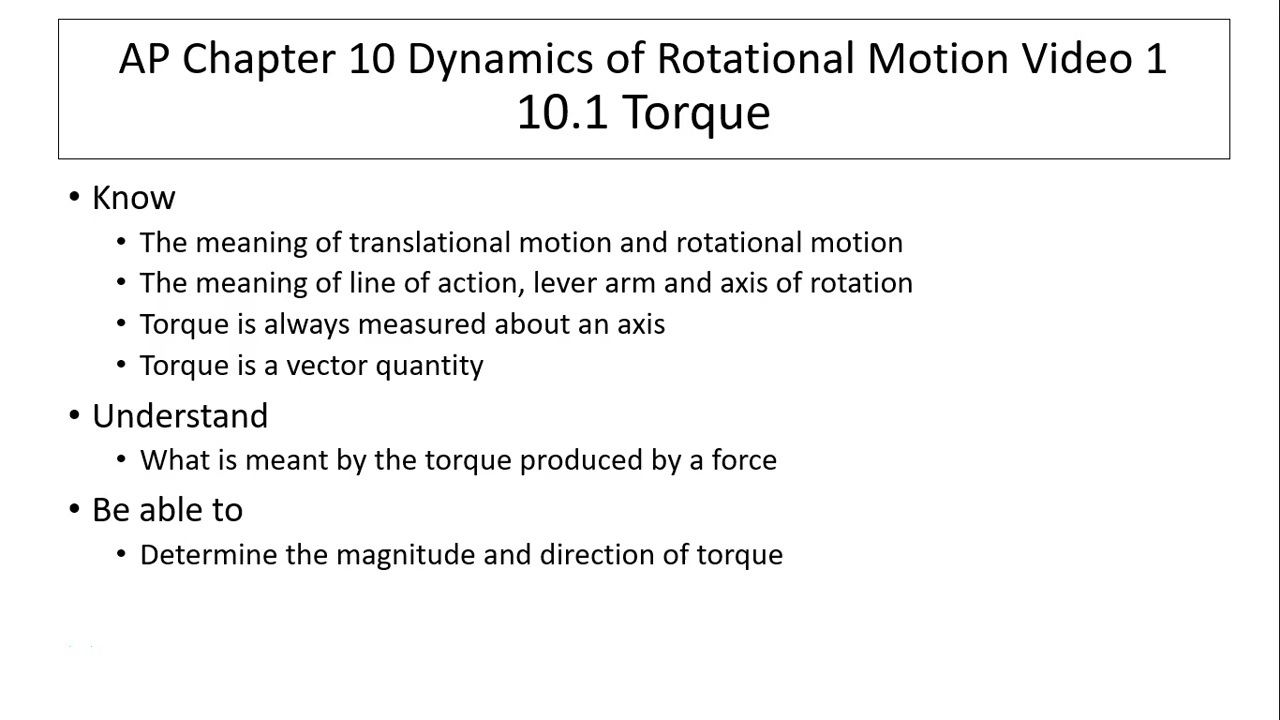 AP Chapter 10 Dynamics of Rotational Motion Video 1
10.1 Torque
• Know
• The meaning of translational motion and rotational motion
• The meaning of line of action, lever arm and axis of rotation
• Torque is always measured about an axis
• Torque is a vector quantity
• Understand
• What is meant by the torque produced by a force
• Be able to
• Determine the magnitude and direction of torque